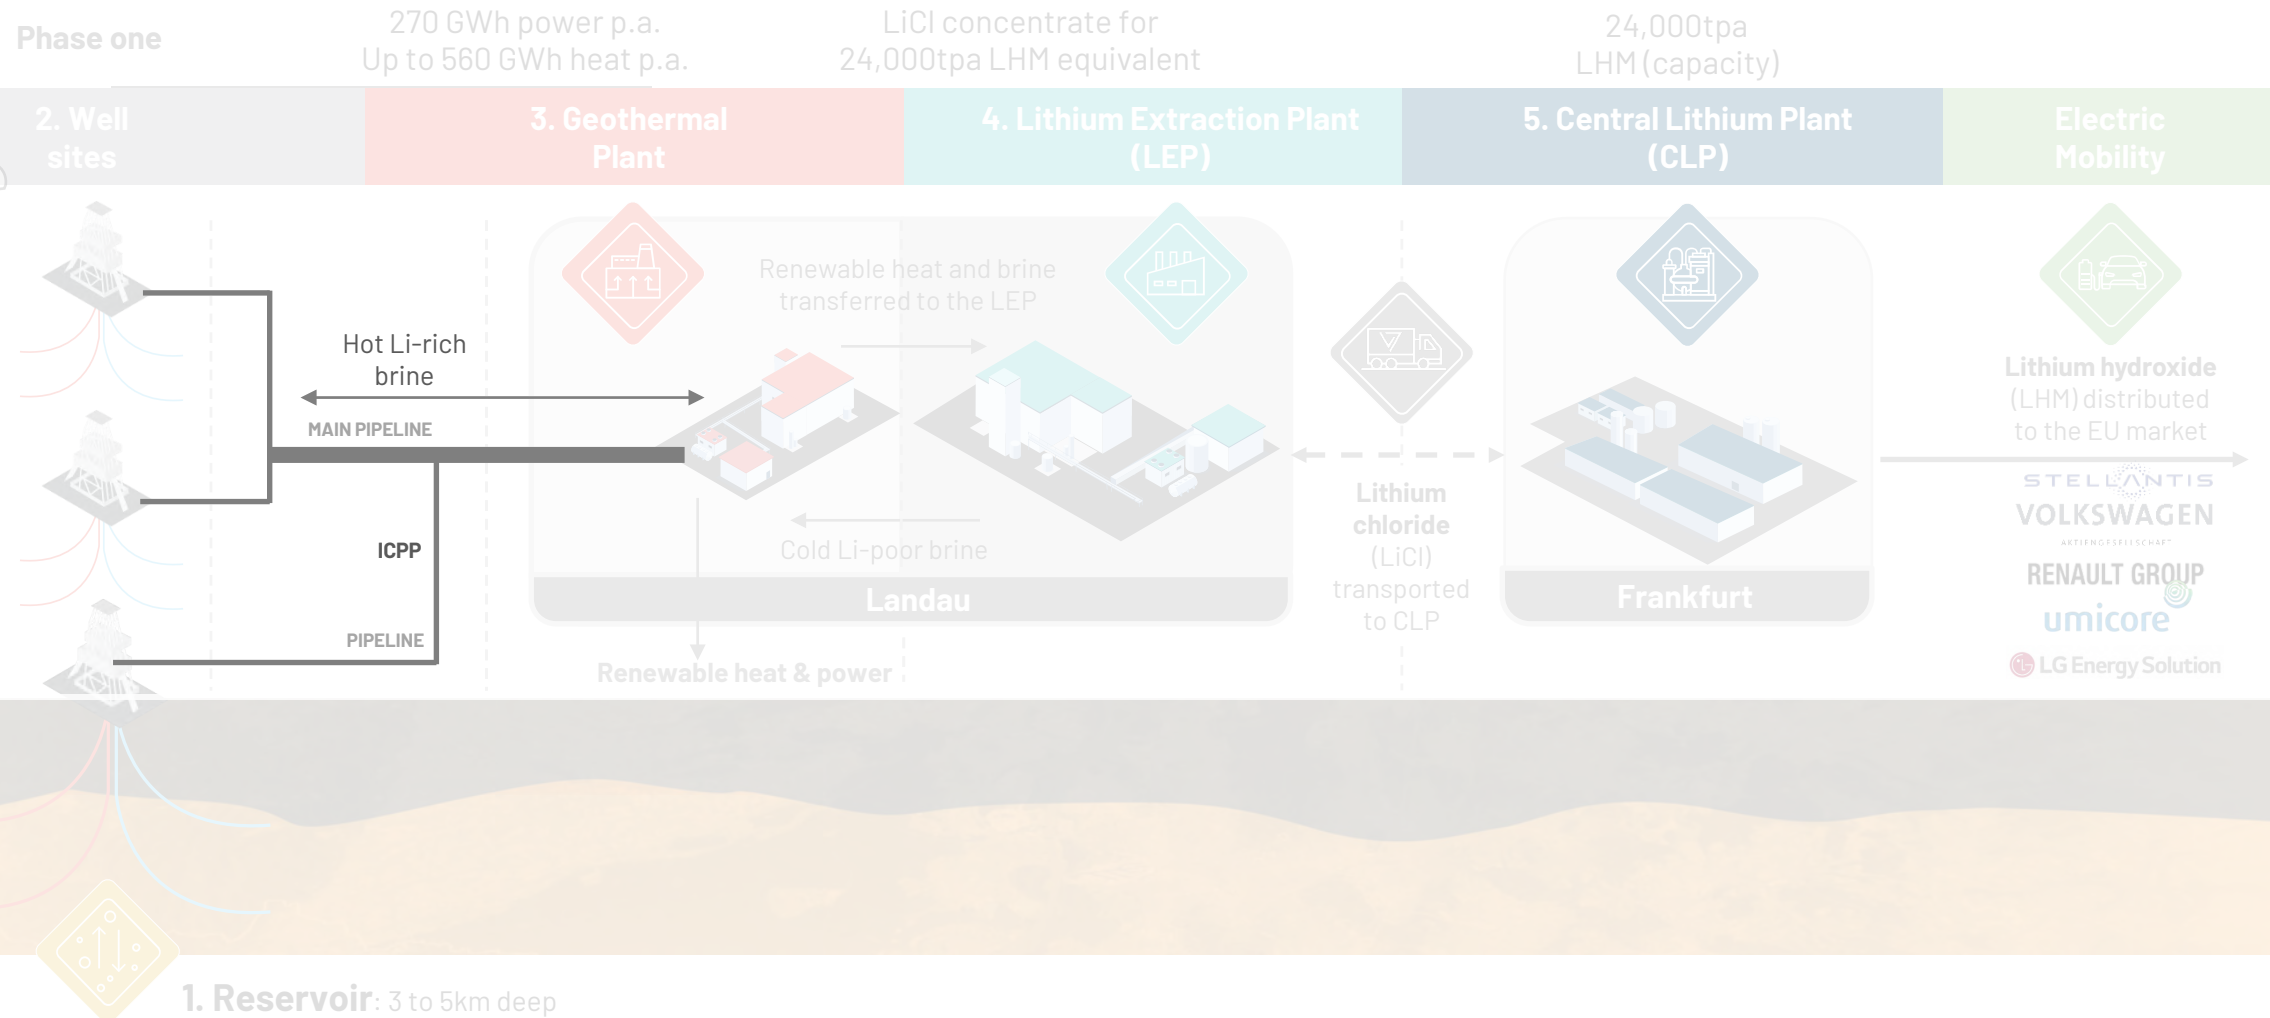 Phase one
270 GWh power p.a.
Up to 560 GWh heat p.a.
LiCl concentrate for
24,000tpa LHM equivalent
24,000tpa
LHM (capacity)
2. Well
sites
3. Geothermal
Plant
4. Lithium Extraction Plant
(LEP)
5. Central Lithium Plant
(CLP)
Electric
Mobility
Hot Li-rich
brine
MAIN PIPELINE
ICPP
PIPELINE
Renewable heat and brine
transferred to the LEP
Cold Li-poor brine
Landau
Renewable heat & power
Lithium
chloride
(LiCl)
transported
to CLP
Frankfurt
Lithium hydroxide
(LHM) distributed
to the EU market
STELLANTIS
VOLKSWAGEN
AKTIENGESELLSCHAFT
RENAULT GROUP
umicore
LG Energy Solution
1. Reservoir: 3 to 5km deep